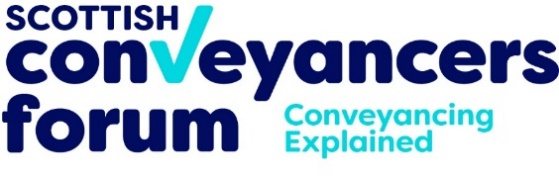 SCOTTISH
conveyancers
forum
Conveyancing
Explained